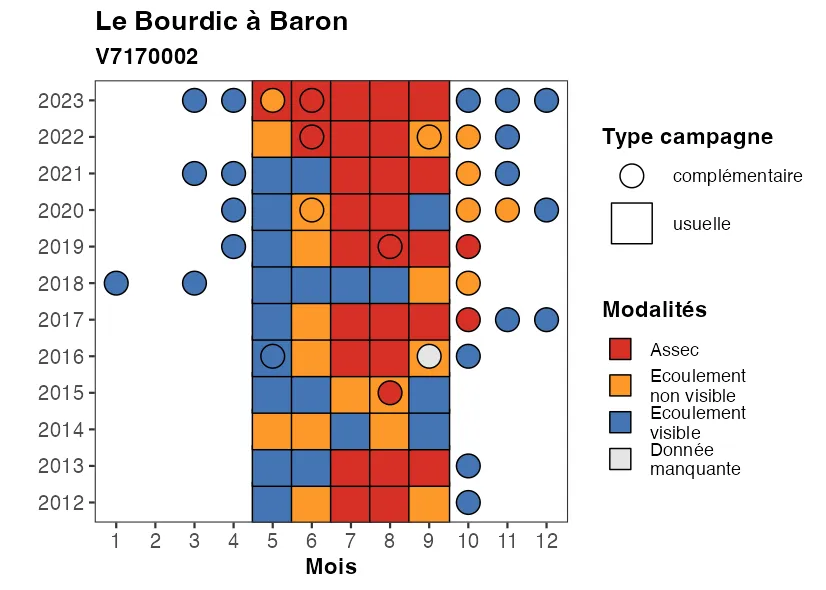 Le Bourdic à Baron
V7170002
2023
2022
2021
2020
2019
2018
2017
2016
2015
2014
2013
2012
1 2 3 4 5 6 7 8 9 10 11 12
Mois
Type campagne
complémentaire
usuelle
Modalités
Assec
Ecoulement
non visible
Ecoulement
visible
Donnée
manquante